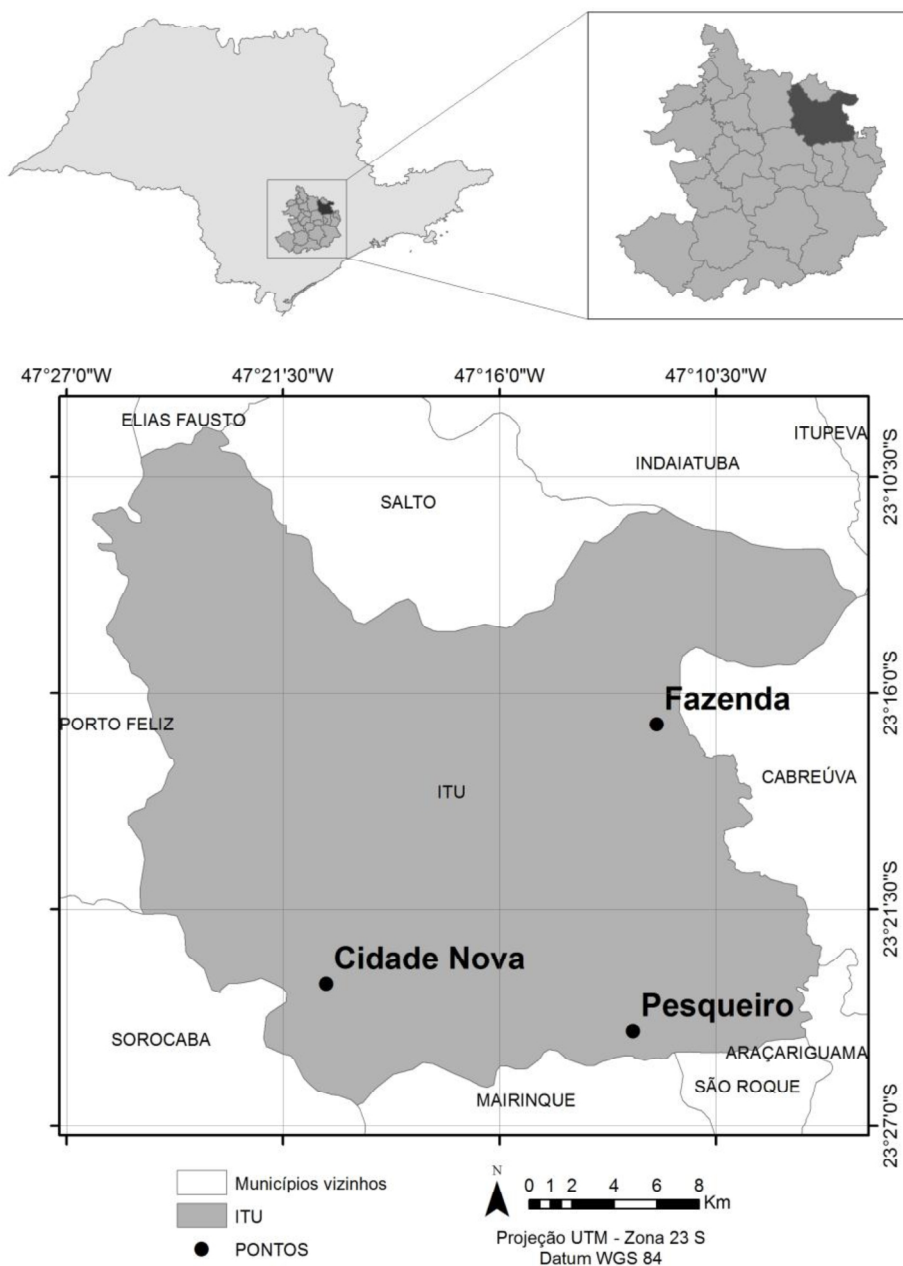 47°27'0"W 47°21'30"W 47°16'0"W 47°10'30"W
ELIAS FAUSTO
ITUPEVA
INDAIATUBA
23°10'30"S
SALTO
23°16'0"S
Fazenda
PORTO FELIZ
CABREÚVA
ITU
23°21'30"S
Cidade Nova
Pesqueiro
SOROCABA
ARAÇARIGUAMA
SÃO ROQUE
MAIRINQUE
23°27'0"S
Municípios vizinhos
ITU
PONTOS
N
0 1 2 4 6 8
Km
Projeção UTM - Zona 23 S
Datum WGS 84